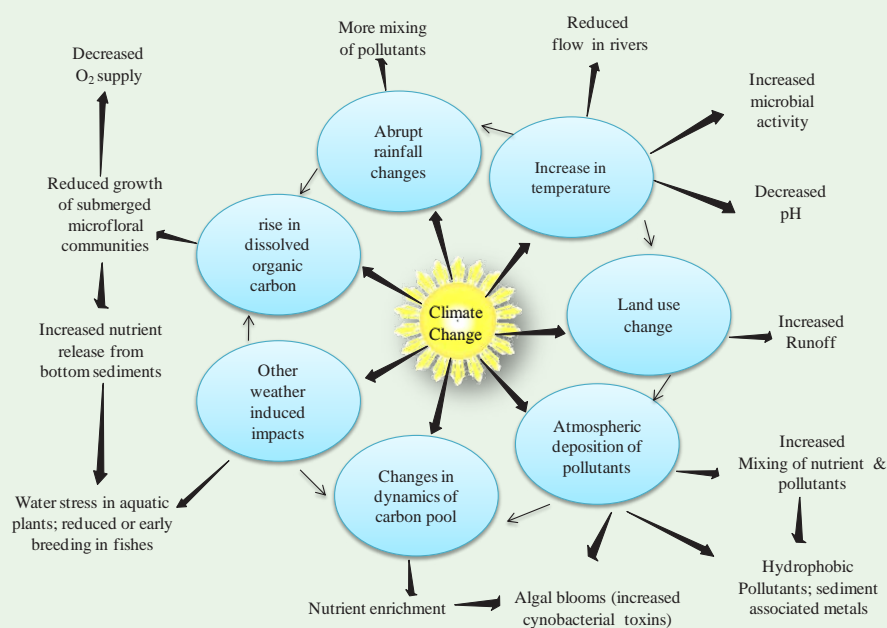 More mixing
of pollutants
Reduced
flow in rivers
Decreased
O2 supply
Increased
microbial
activity
Abrupt
rainfall
changes
Increase in
temperature
Decreased
pH
Reduced growth
of submerged
microfloral
communities
rise in
dissolved
organic
carbon
Climate
Change
Land use
change
Increased
Runoff
Increased nutrient
release from
bottom sediments
Other
weather
induced
impacts
Atmospheric
deposition of
pollutants
Increased
Mixing of nutrient &
pollutants
Changes in
dynamics of
carbon pool
Water stress in aquatic
plants; reduced or early
breeding in fishes
Nutrient enrichment
Algal blooms (increased
cynobacterial toxins)
Hydrophobic
Pollutants; sediment
associated metals